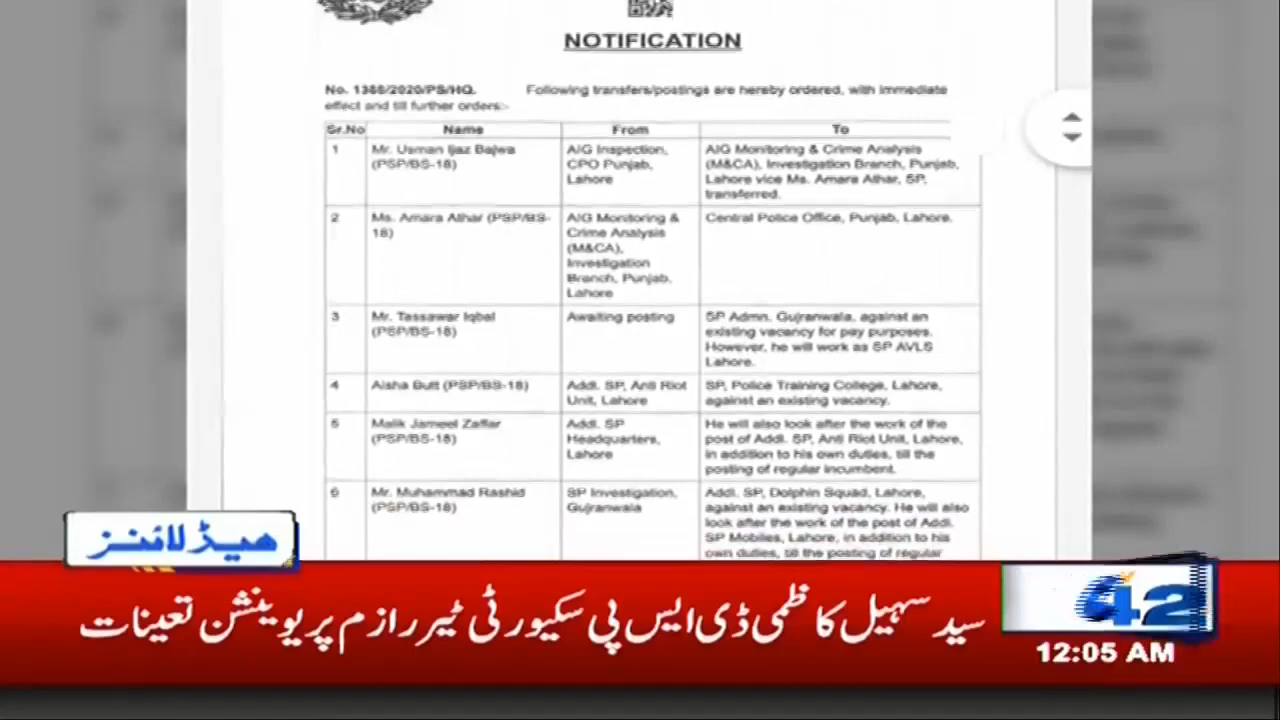 NOTIFICATION
No. 1368/2020/PS/HQ. Following transfers/postings are hereby ordered, with immediate
effect and till further orders:-
Sr.No Name From To
1 Mr. Usman Ijaz Bajwa AIG Inspection, AIG Monitoring & Crime Analysis
(PSP/BS-18) CPO Punjab, (M&CA), Investigation Branch, Punjab,
Lahore Lahore vice Ms. Amara Athar, SP,
transferred.
2 Ms. Amara Athar (PSP/BS- AIG Monitoring & Central Police Office, Punjab, Lahore.
18) Crime Analysis
(M&CA),
Investigation
Branch, Punjab,
Lahore
3 Mr. Tassawar Iqbal Awaiting posting SP Admn. Gujranwala, against an
(PSP/BS-18) existing vacancy for pay purposes.
However, he will work as SP AVLS
Lahore.
4 Aisha Butt (PSP/BS-18) Addl. SP, Anti Riot SP, Police Training College, Lahore,
Unit, Lahore against an existing vacancy.
5 Malik Jameel Zaffar Addl. SP He will also look after the work of the
(PSP/BS-18) Headquarters, post of Addl. SP, Anti Riot Unit, Lahore,
Lahore in addition to his own duties, till the
posting of regular incumbent.
6 Mr. Muhammad Rashid SP Investigation, Addl. SP, Dolphin Squad, Lahore,
(PSP/BS-18) Gujranwala against an existing vacancy. He will also
look after the work of the post of Addl.
SP Mobiles, Lahore, in addition to his
own duties, till the posting of regular
ہیڈلائنز
سید سہیل کاظمی ڈی ایس پی سکیورٹی ٹیررازم پریوینشن تعینات
42
12:05 AM